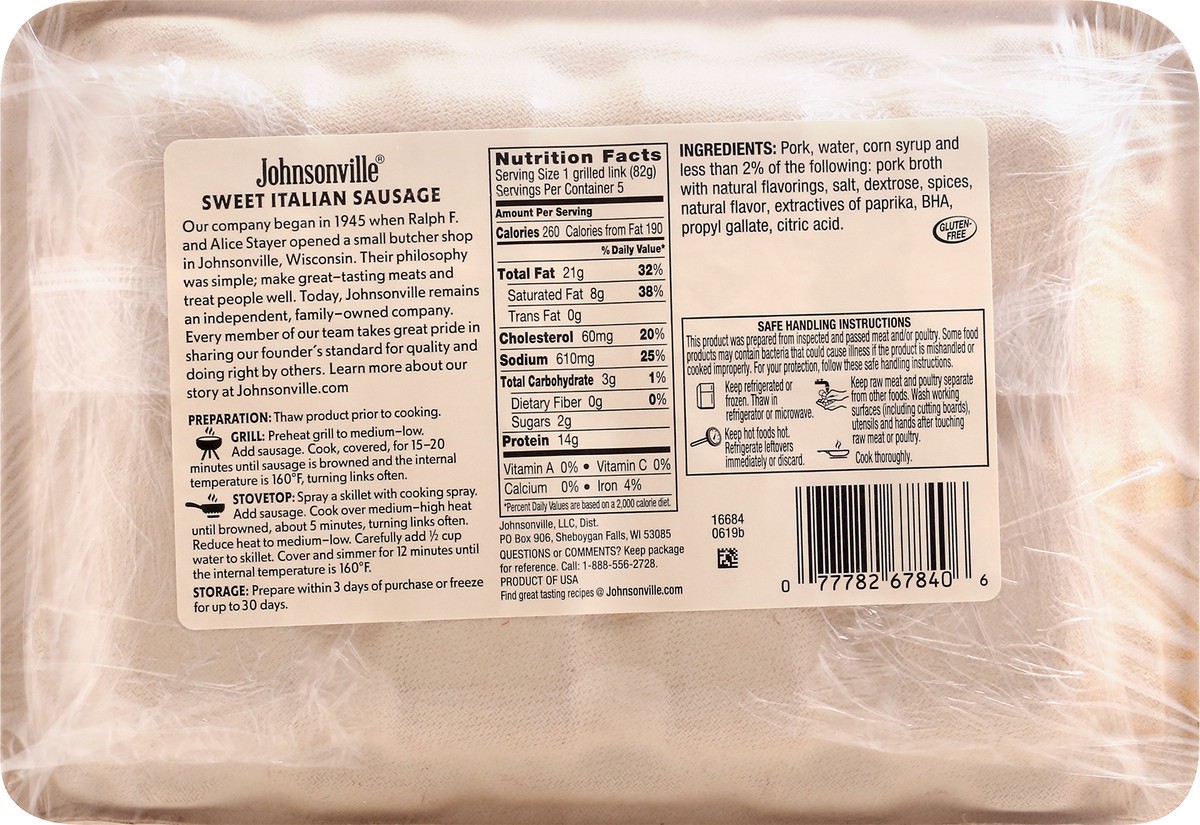 Johnsonville®
SWEET ITALIAN SAUSAGE
Our company began in 1945 when Ralph F.
and Alice Stayer opened a small butcher shop
in Johnsonville, Wisconsin. Their philosophy
was simple; make great-tasting meats and
treat people well. Today, Johnsonville remains
an independent, family-owned company.
Every member of our team takes great pride in
sharing our founder's standard for quality and
doing right by others. Learn more about our
story at Johnsonville.com
PREPARATION: Thaw product prior to cooking.
GRILL: Preheat grill to medium-low.
Add sausage. Cook, covered, for 15-20
minutes until sausage is browned and the internal
temperature is 160°F, turning links often.
STOVETOP: Spray a skillet with cooking spray.
Add sausage. Cook over medium-high heat
until browned, about 5 minutes, turning links often.
Reduce heat to medium-low. Carefully add ½ cup
water to skillet. Cover and simmer for 12 minutes until
the internal temperature is 160°F.
STORAGE: Prepare within 3 days of purchase or freeze
for up to 30 days.
Nutrition Facts
Serving Size 1 grilled link (82g)
Servings Per Container 5
Amount Per Serving
Calories 260 Calories from Fat 190
% Daily Value*
Total Fat 21g 32%
Saturated Fat 8g 38%
Trans Fat 0g
Cholesterol 60mg 20%
Sodium 610mg 25%
Total Carbohydrate 3g 1%
Dietary Fiber 0g 0%
Sugars 2g
Protein 14g
Vitamin A 0% • Vitamin C 0%
Calcium 0% • Iron 4%
*Percent Daily Values are based on a 2,000 calorie diet.
Johnsonville, LLC, Dist.
PO Box 906, Sheboygan Falls, WI 53085
QUESTIONS or COMMENTS? Keep package
for reference. Call: 1-888-556-2728.
PRODUCT OF USA
Find great tasting recipes @ Johnsonville.com
INGREDIENTS: Pork, water, corn syrup and
less than 2% of the following: pork broth
with natural flavorings, salt, dextrose, spices,
natural flavor, extractives of paprika, BHA,
propyl gallate, citric acid.
GLUTEN-
FREE
SAFE HANDLING INSTRUCTIONS
This product was prepared from inspected and passed meat and/or poultry. Some food
products may contain bacteria that could cause illness if the product is mishandled or
cooked improperly. For your protection, follow these safe handling instructions.
Keep refrigerated or
frozen. Thaw in
refrigerator or microwave.
Keep hot foods hot.
Refrigerate leftovers
immediately or discard.
Keep raw meat and poultry separate
from other foods. Wash working
surfaces (including cutting boards),
utensils and hands after touching
raw meat or poultry.
Cook thoroughly.
16684
0619b
0 77782 67840 6